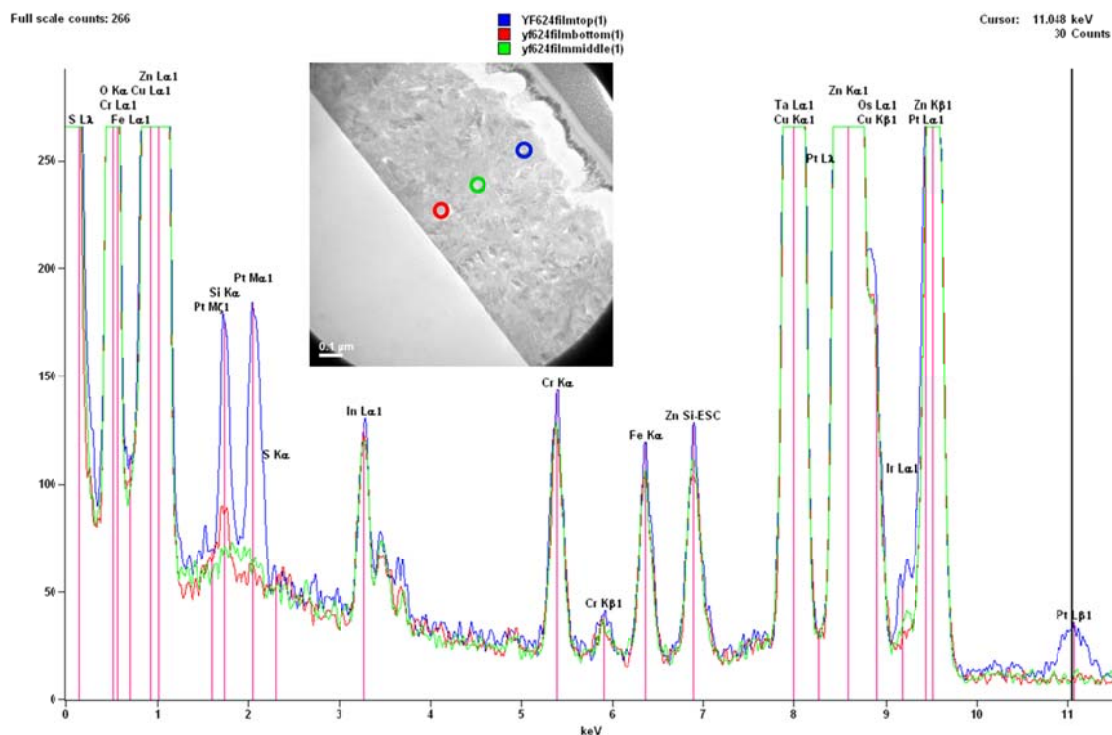 Full scale counts: 266
YF624filmtop(1)
yf624filmbottom(1)
yf624filmmiddle(1)
Cursor: 11.048 keV
30 Counts
Zn Lα1
O Kα Cu Lα1
Cr Lα1
S Lλ Fe Lα1
Zn Kα1
Ta Lα1 Os Lα1 Zn Kβ1
Cu Kα1 Cu Kβ1 Pt Lα1
Pt Lλ
250
200
Pt Mα1
Si Kα
Pt Mζ1
0.1 µm
150
Cr Kα
In Lα1
Zn Si-ESC
Fe Kα
S Kα
Ir Lα1
100
Cr Kβ1
Pt Lβ1
50
0
0 1 2 3 4 5 6 7 8 9 10 11
keV keV